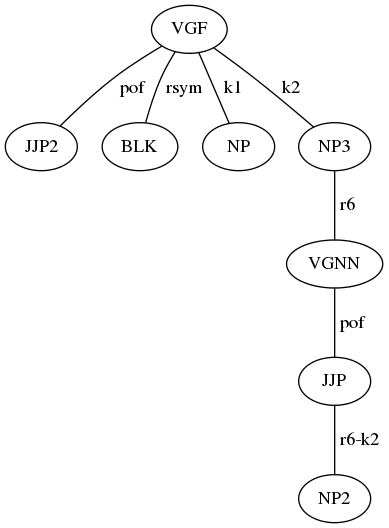 VGF
pof rsym k1 k2
JJP2 BLK NP NP3
r6
VGNN
pof
JJP
r6-k2
NP2